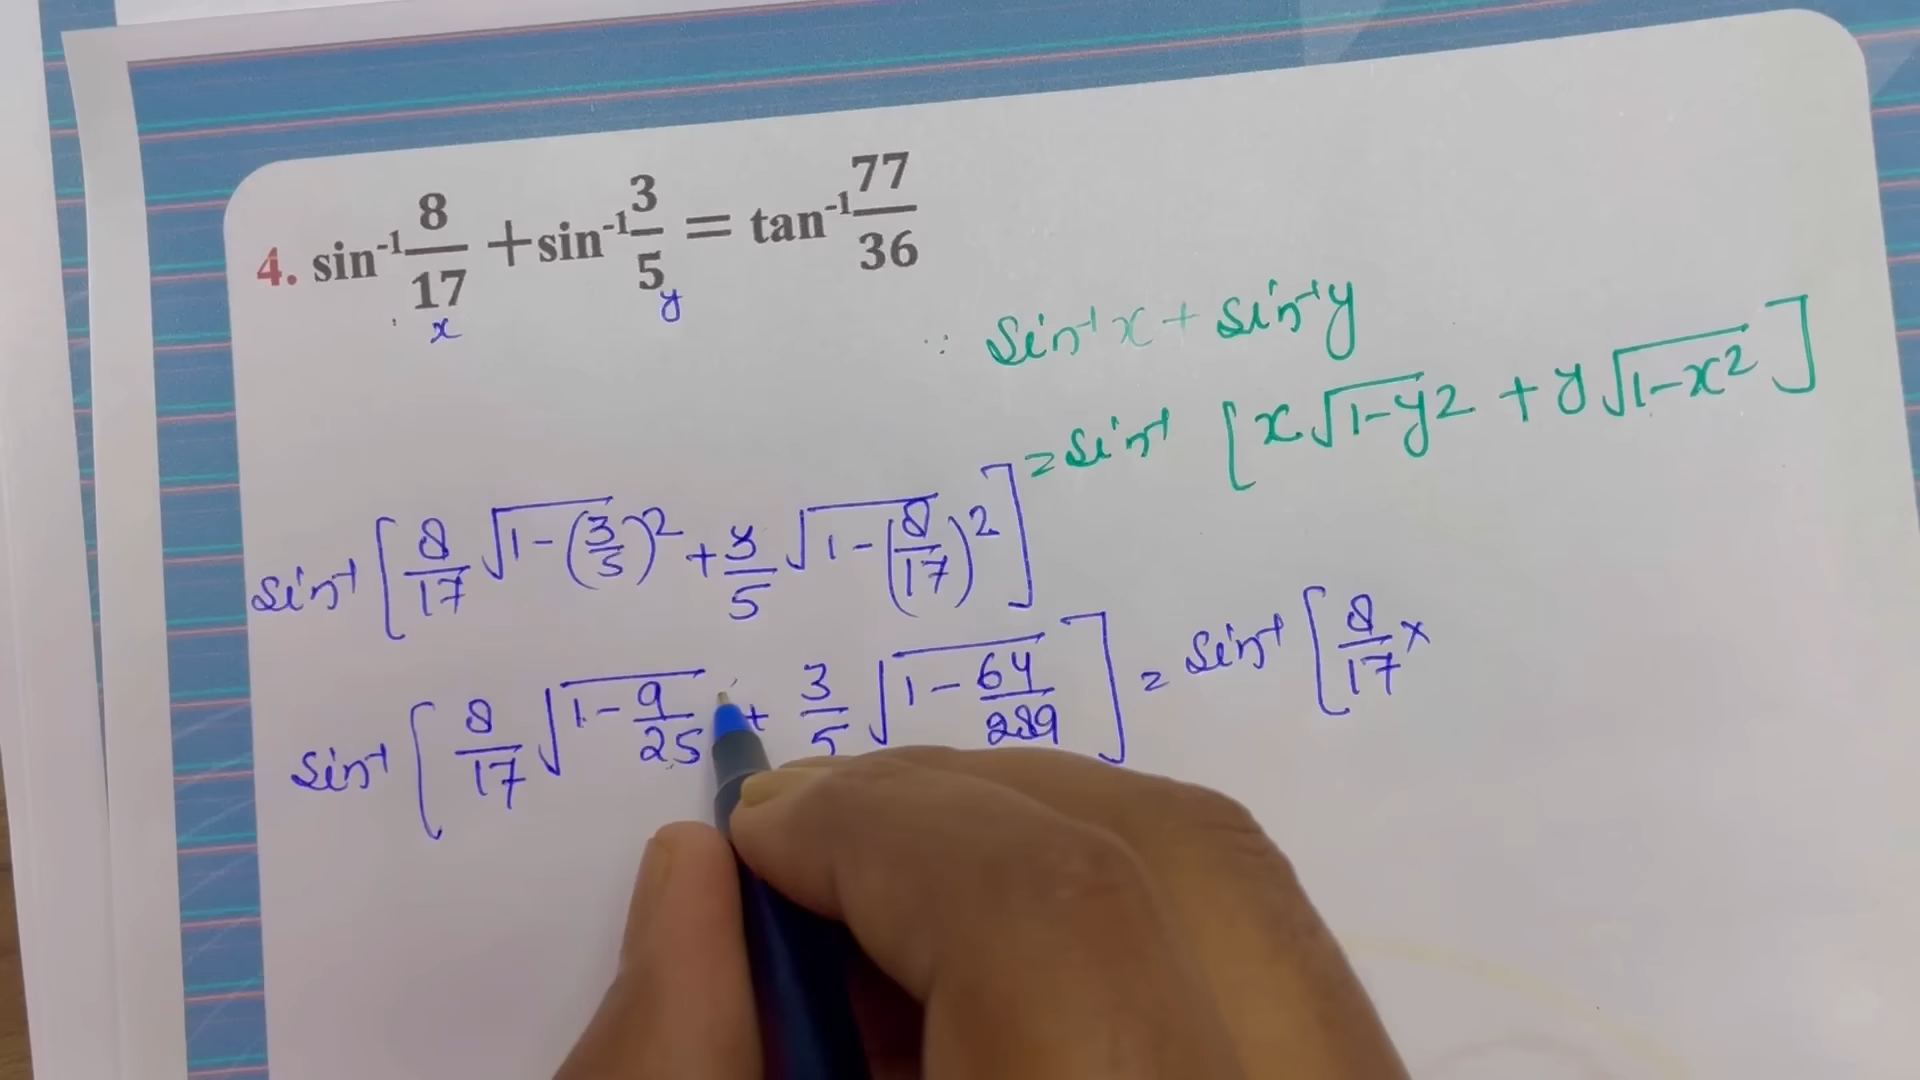 4. sin⁻¹ 8/17 + sin⁻¹ 3/5 = tan⁻¹ 77/36
x y
∵ Sin⁻¹x + Sin⁻¹y
= Sin⁻¹ [x√1-y2 + y√1-x2]
Sin⁻¹ [8/17 √1-(3/5)2 + 3/5 √1-(8/17)2]
Sin⁻¹ [8/17 √1-9/25 + 3/5 √1-64/289] = Sin⁻¹ [8/17 ×